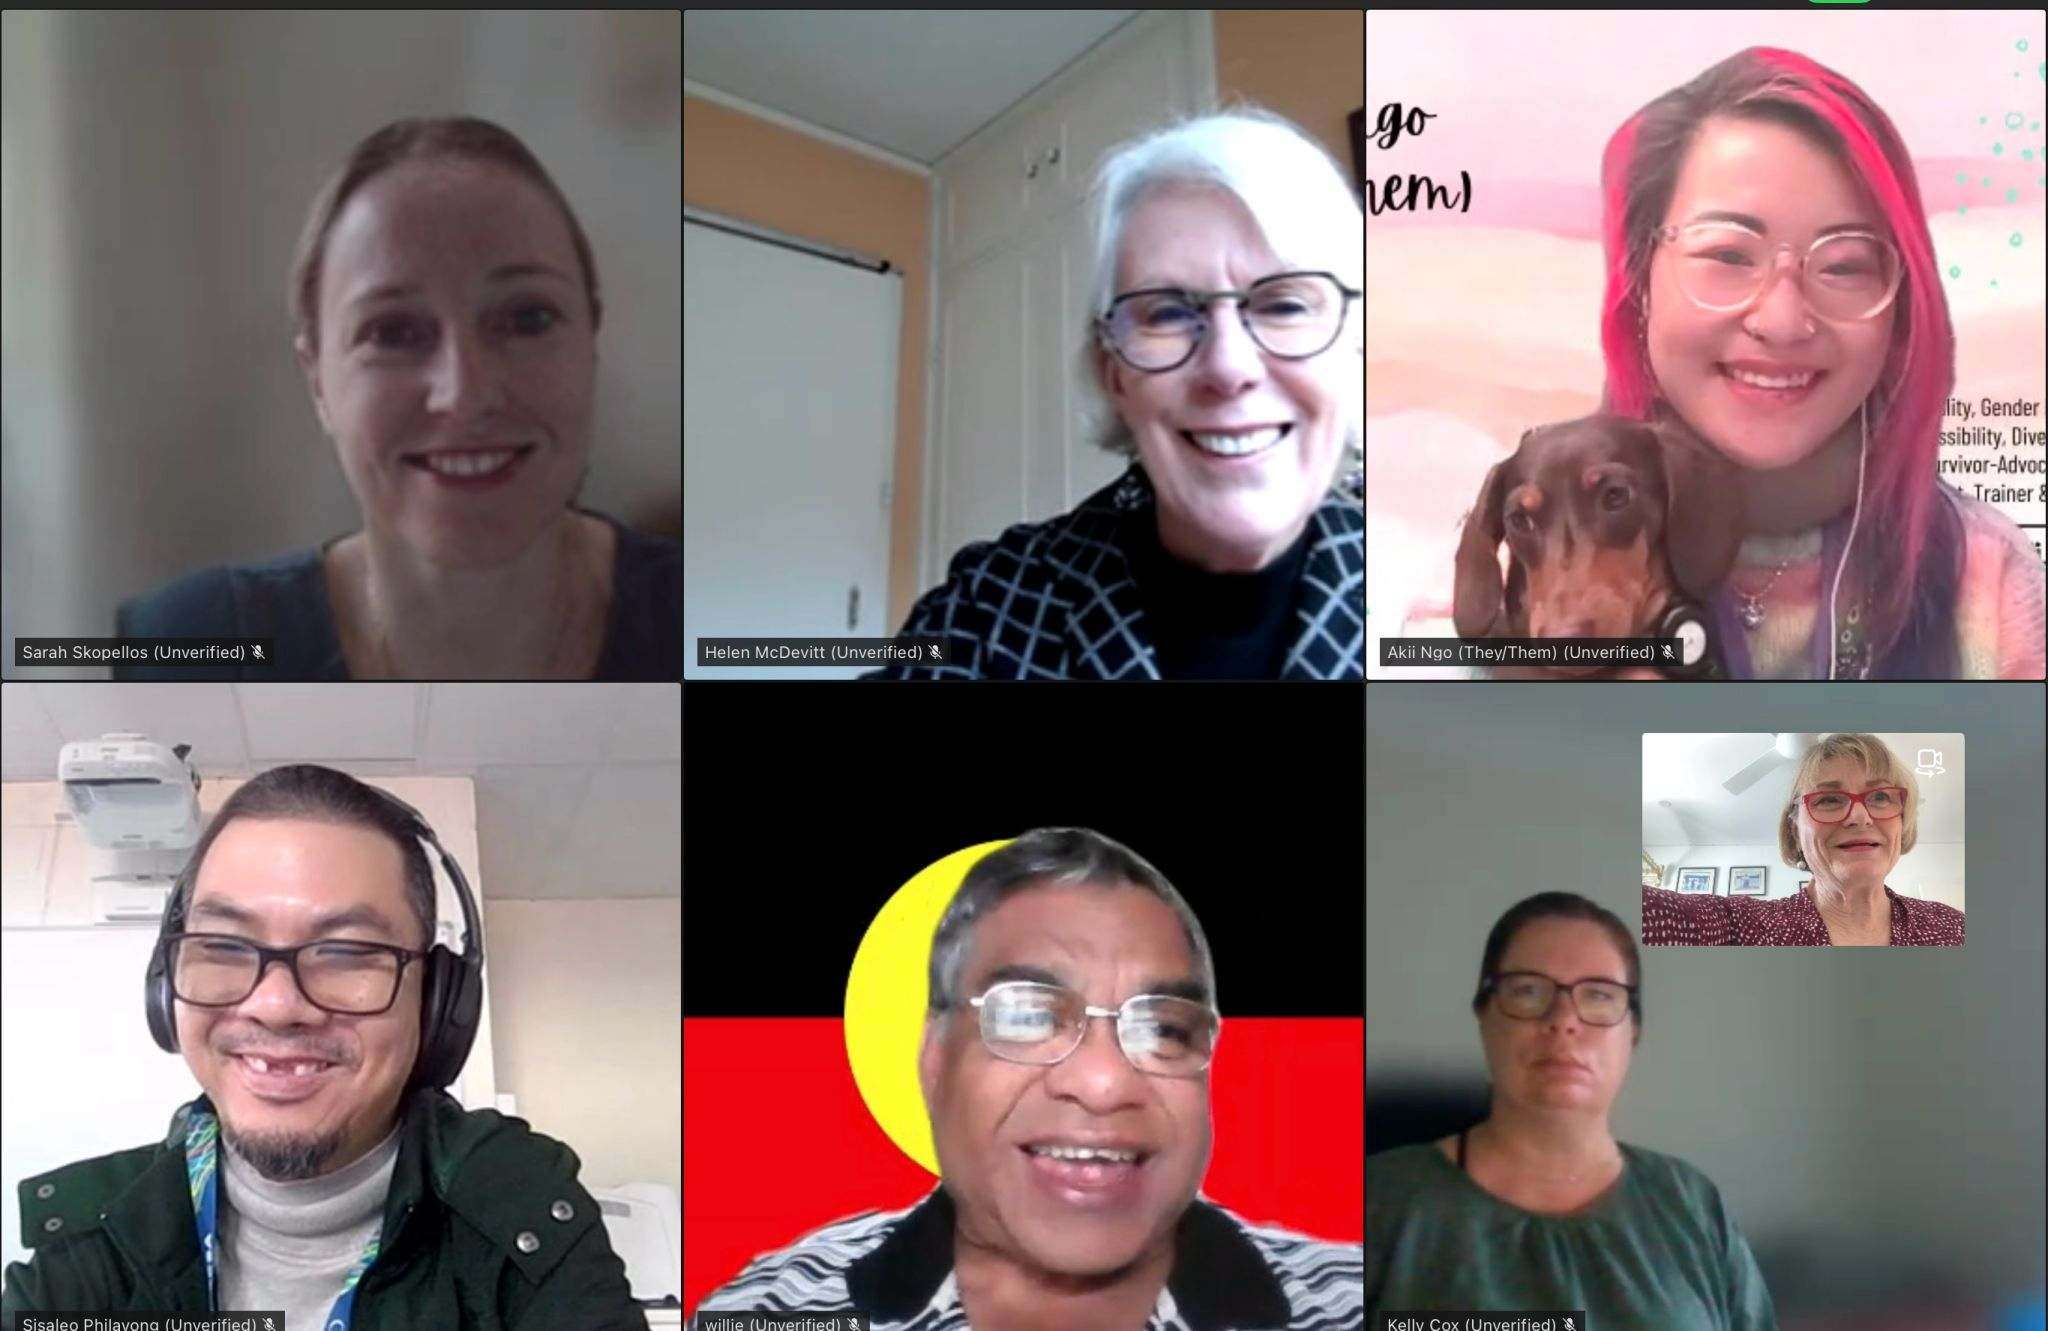 Sarah Skopellos (Unverified)
Helen McDevitt (Unverified)
go
hem)
lity, Gender
ssibility, Dive
urvivor-Advoc
t, Trainer &
Akii Ngo (They/Them) (Unverified)
Sisaleo Philavong (Unverified)
willie (Unverified)
Kelly Cox (Unverified)